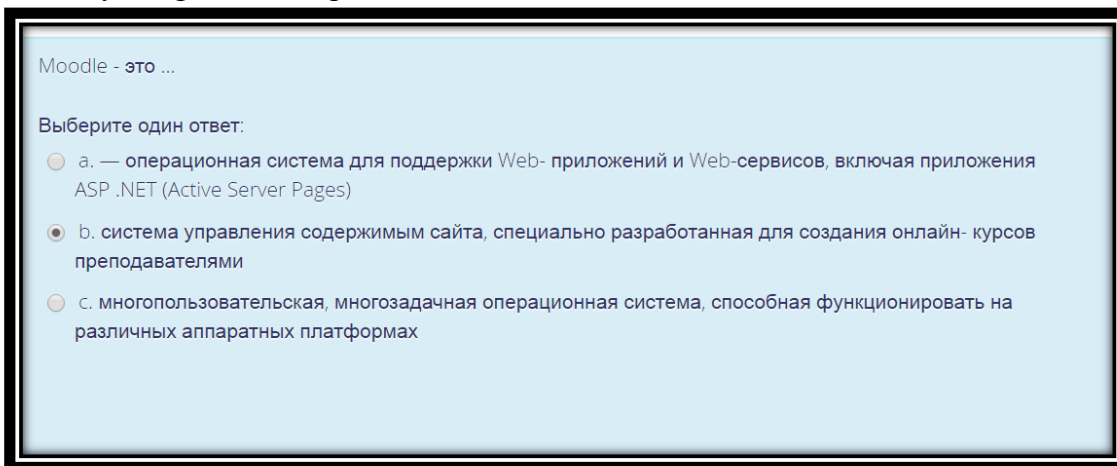 Moodle - это ...
Выберите один ответ:
a. — операционная система для поддержки Web- приложений и Web-сервисов, включая приложения
ASP .NET (Active Server Pages)
b. система управления содержимым сайта, специально разработанная для создания онлайн- курсов
преподавателями
c. многопользовательская, многозадачная операционная система, способная функционировать на
различных аппаратных платформах